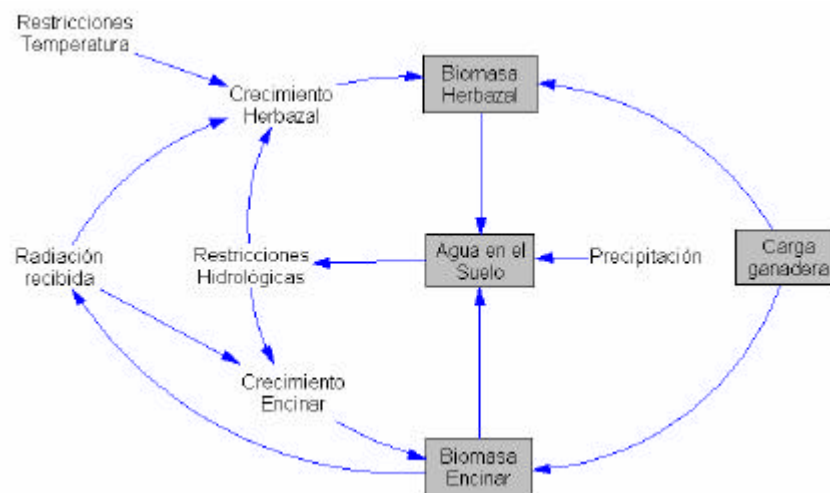 Restricciones
Temperatura
Crecimiento
Herbazal
Biomasa
Herbazal
Radiación
recibida
Restricciones
Hidrológicas
Agua en el
Suelo
Precipitación
Carga
ganadera
Crecimiento
Encinar
Biomasa
Encinar